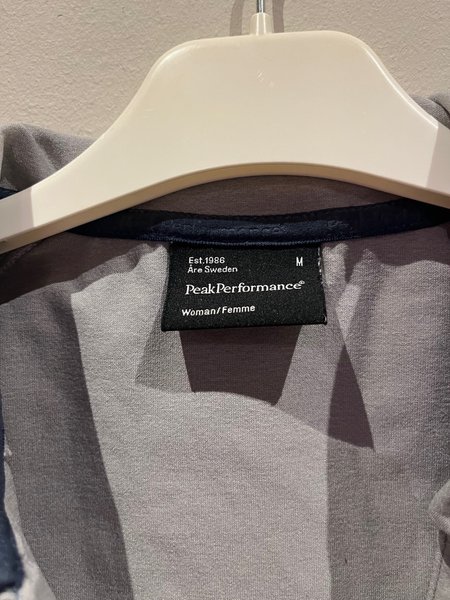 Est.1986 M
Åre Sweden
PeakPerformance®
Woman/Femme